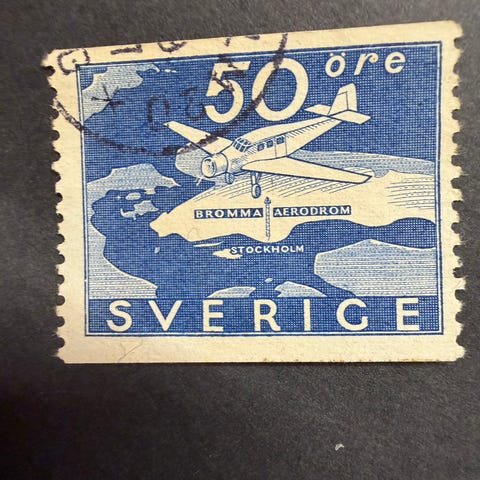 50 öre
BROMMA AERODROM
STOCKHOLM
SVERIGE